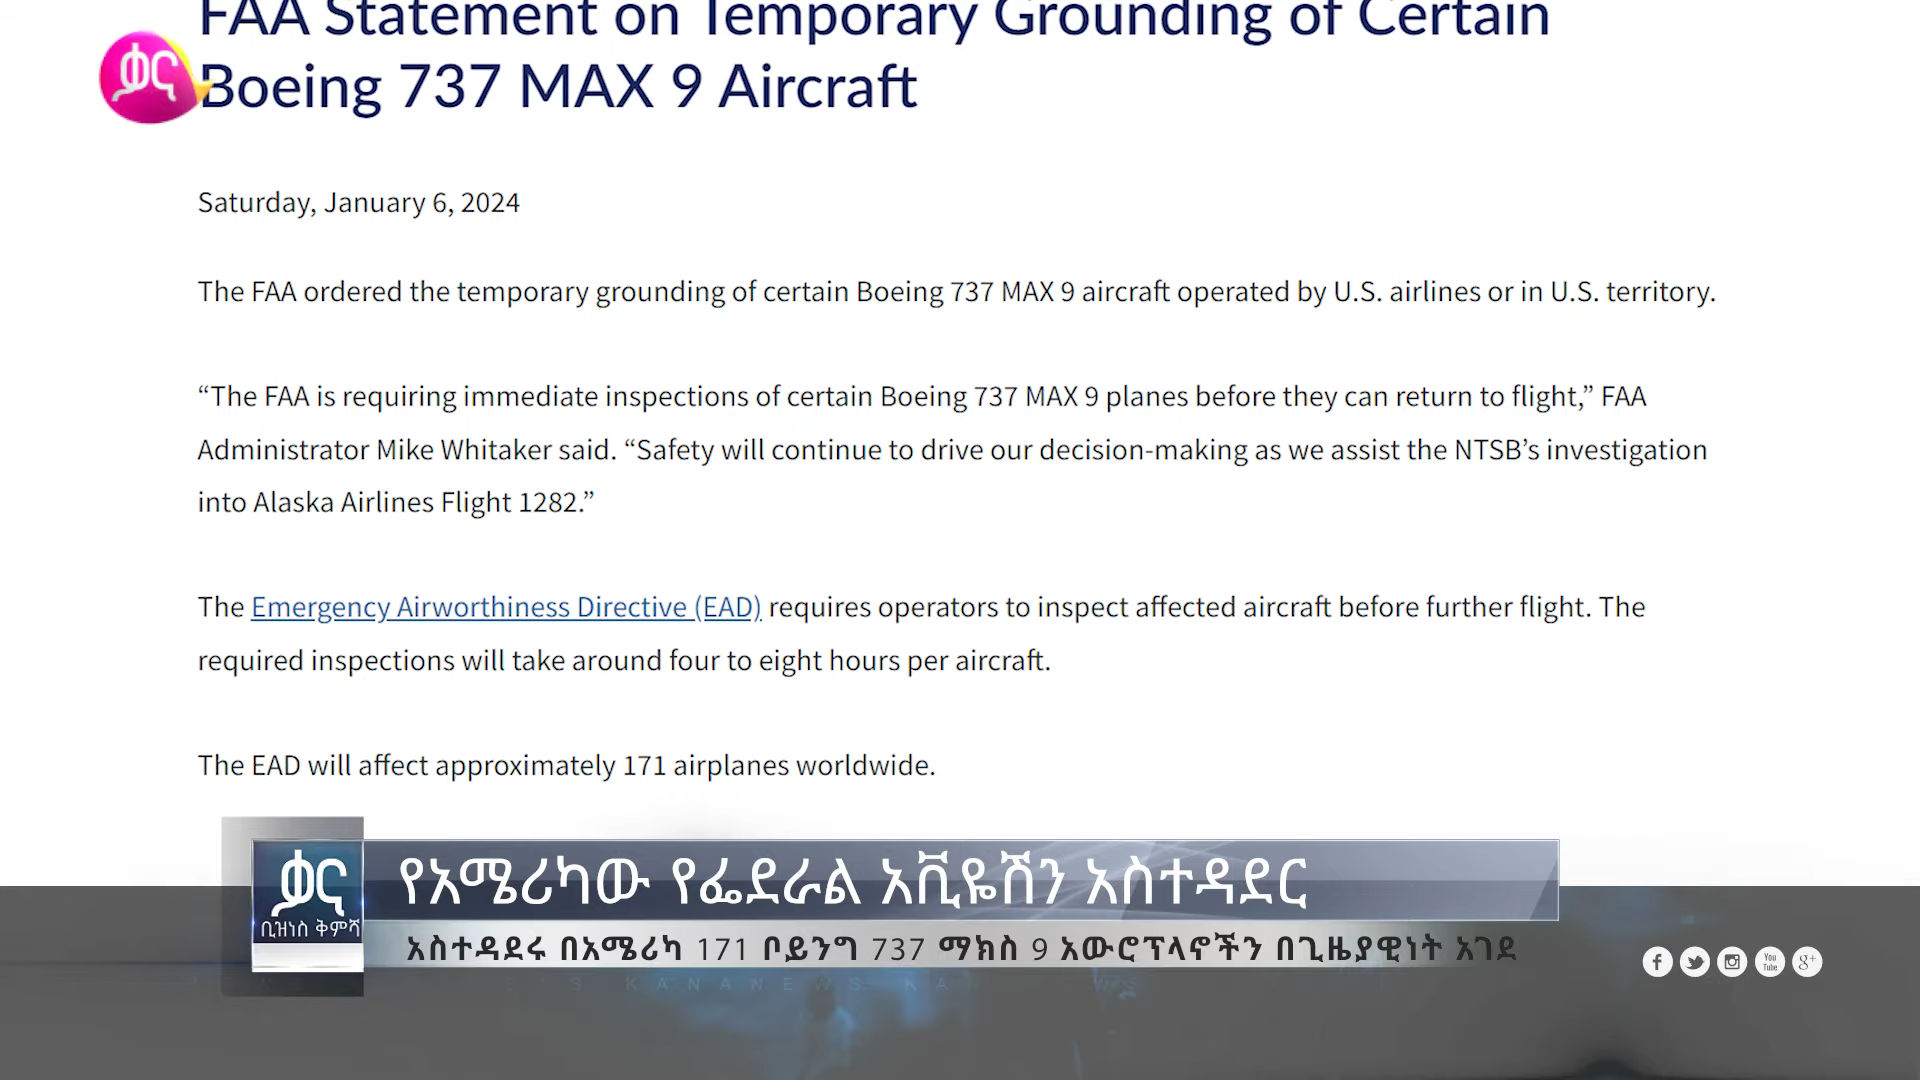 FAA Statement on Temporary Grounding of Certain
Boeing 737 MAX 9 Aircraft
ቃና
Saturday, January 6, 2024
The FAA ordered the temporary grounding of certain Boeing 737 MAX 9 aircraft operated by U.S. airlines or in U.S. territory.
“The FAA is requiring immediate inspections of certain Boeing 737 MAX 9 planes before they can return to flight,” FAA
Administrator Mike Whitaker said. “Safety will continue to drive our decision-making as we assist the NTSB’s investigation
into Alaska Airlines Flight 1282.”
The Emergency Airworthiness Directive (EAD) requires operators to inspect affected aircraft before further flight. The
required inspections will take around four to eight hours per aircraft.
The EAD will affect approximately 171 airplanes worldwide.
ቃና
ቢዝነስ ቅምሻ
የአሜሪካው የፌደራል አቪዬሽን አስተዳደር
አስተዳደሩ በአሜሪካ 171 ቦይንግ 737 ማክስ 9 አውሮፕላኖችን በጊዜያዊነት አገደ
f You Tube g+
KANANEWS